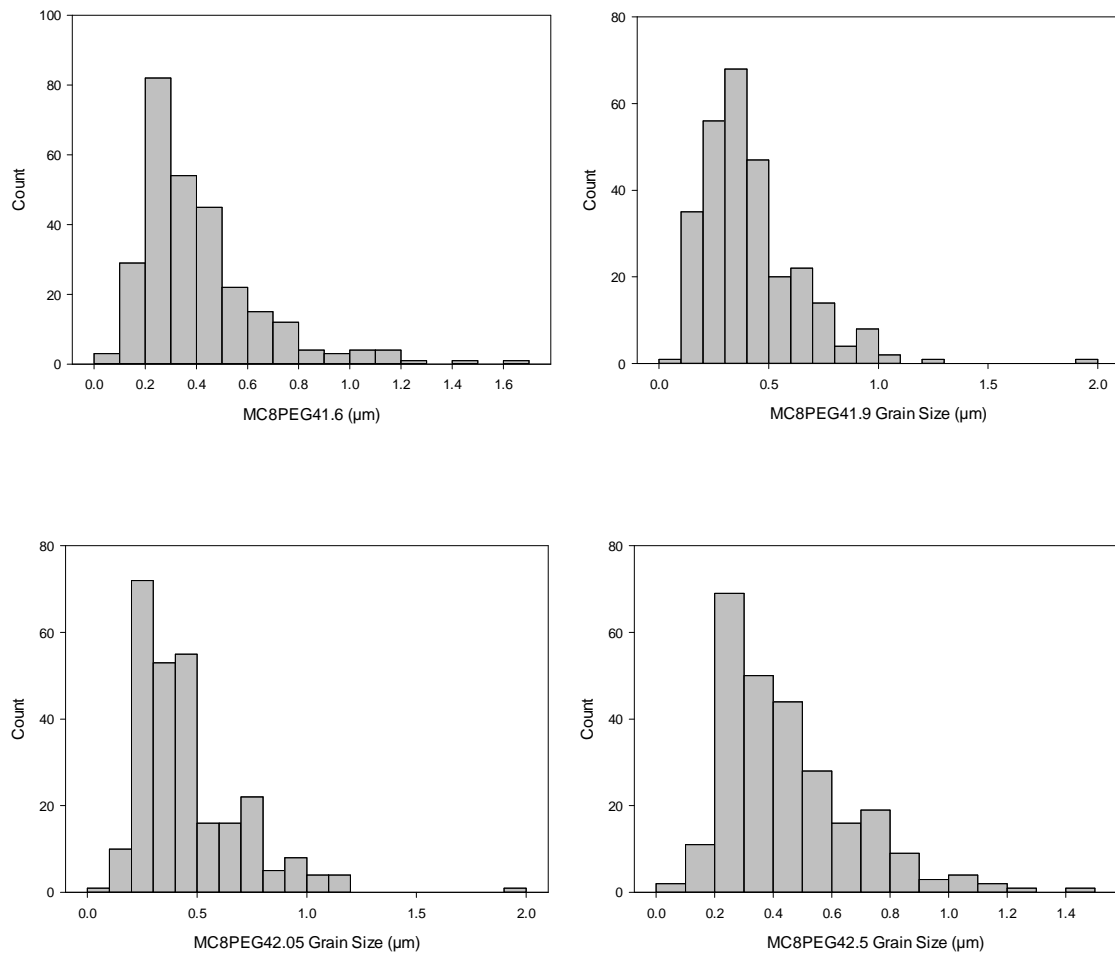 100
80
60
40
20
0
Count
0.0 0.2 0.4 0.6 0.8 1.0 1.2 1.4 1.6
MC8PEG41.6 (µm)
80
60
40
20
0
Count
0.0 0.5 1.0 1.5 2.0
MC8PEG41.9 Grain Size (µm)
80
60
40
20
0
Count
0.0 0.5 1.0 1.5 2.0
MC8PEG42.05 Grain Size (µm)
80
60
40
20
0
Count
0.0 0.2 0.4 0.6 0.8 1.0 1.2 1.4
MC8PEG42.5 Grain Size (µm)